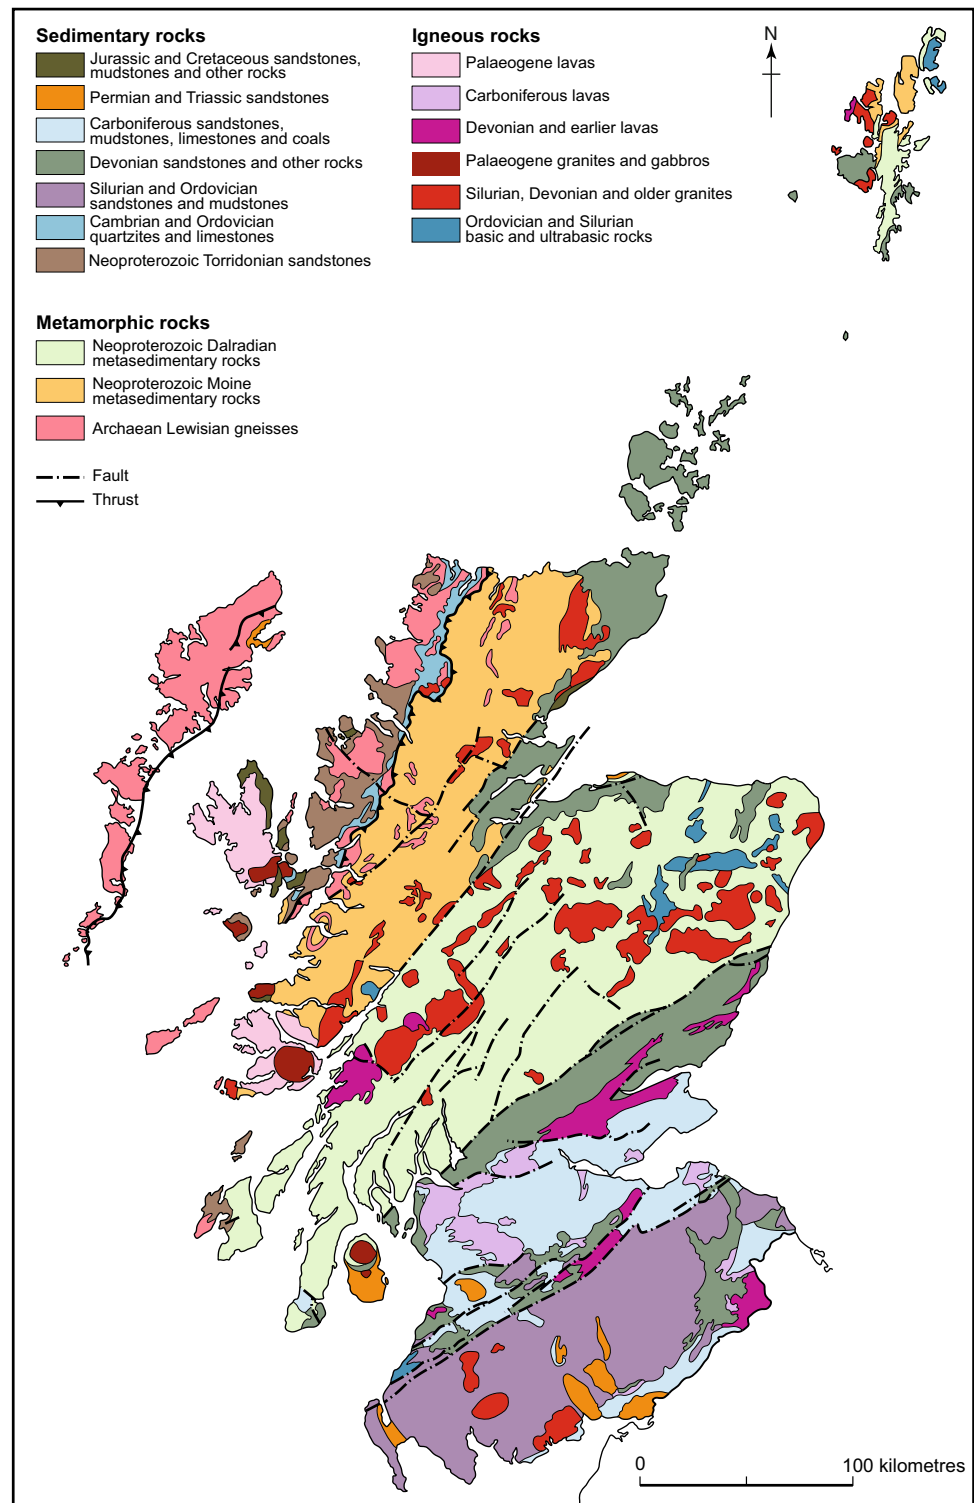 Sedimentary rocks
Jurassic and Cretaceous sandstones,
mudstones and other rocks
Permian and Triassic sandstones
Carboniferous sandstones,
mudstones, limestones and coals
Devonian sandstones and other rocks
Silurian and Ordovician
sandstones and mudstones
Cambrian and Ordovician
quartzites and limestones
Neoproterozoic Torridonian sandstones
Igneous rocks
Palaeogene lavas
Carboniferous lavas
Devonian and earlier lavas
Palaeogene granites and gabbros
Silurian, Devonian and older granites
Ordovician and Silurian
basic and ultrabasic rocks
N
Metamorphic rocks
Neoproterozoic Dalradian
metasedimentary rocks
Neoproterozoic Moine
metasedimentary rocks
Archaean Lewisian gneisses
Fault
Thrust
0
100 kilometres